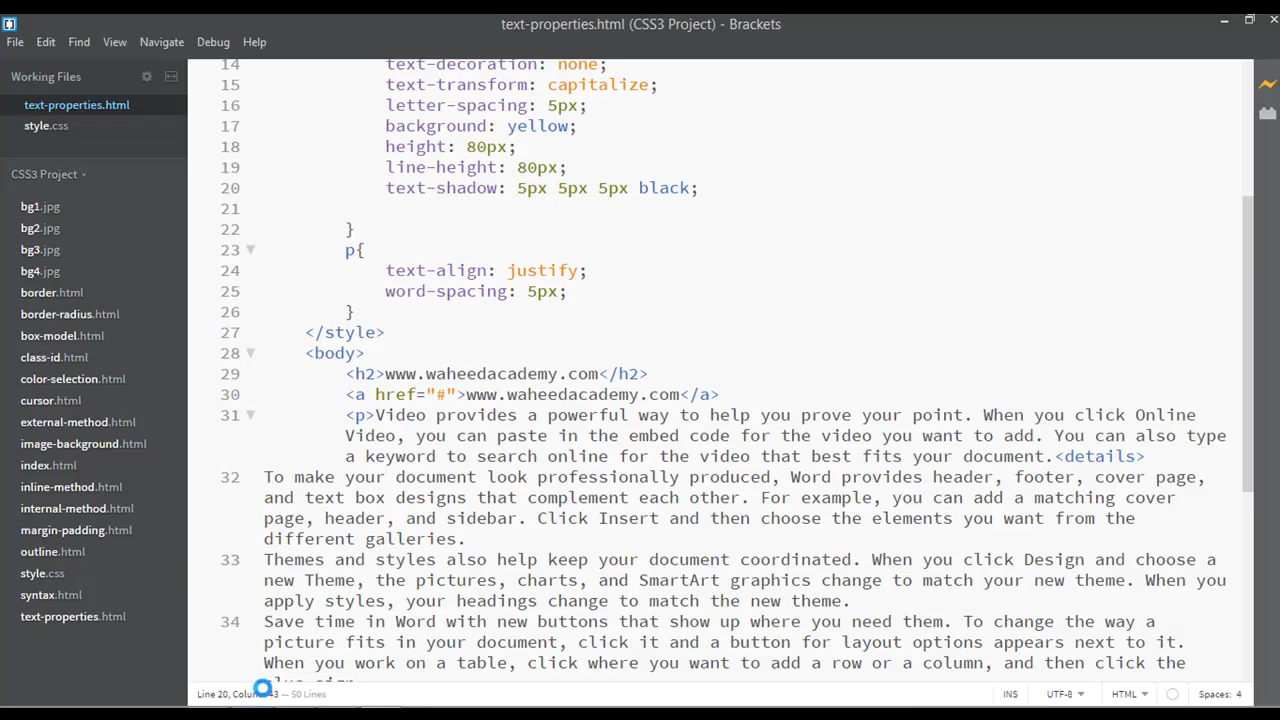 text-properties.html (CSS3 Project) - Brackets
File Edit Find View Navigate Debug Help
Working Files
text-properties.html
style.css
CSS3 Project
bg1.jpg
bg2.jpg
bg3.jpg
bg4.jpg
border.html
border-radius.html
box-model.html
class-id.html
color-selection.html
cursor.html
external-method.html
image-background.html
index.html
inline-method.html
internal-method.html
margin-padding.html
outline.html
style.css
syntax.html
text-properties.html
14 text-decoration: none;
15 text-transform: capitalize;
16 letter-spacing: 5px;
17 background: yellow;
18 height: 80px;
19 line-height: 80px;
20 text-shadow: 5px 5px 5px black;
21
22 }
23 p{
24 text-align: justify;
25 word-spacing: 5px;
26 }
27 </style>
28 <body>
29 <h2>www.waheedacademy.com</h2>
30 <a href="#">www.waheedacademy.com</a>
31 <p>Video provides a powerful way to help you prove your point. When you click Online
Video, you can paste in the embed code for the video you want to add. You can also type
a keyword to search online for the video that best fits your document.<details>
32 To make your document look professionally produced, Word provides header, footer, cover page,
and text box designs that complement each other. For example, you can add a matching cover
page, header, and sidebar. Click Insert and then choose the elements you want from the
different galleries.
33 Themes and styles also help keep your document coordinated. When you click Design and choose a
new Theme, the pictures, charts, and SmartArt graphics change to match your new theme. When you
apply styles, your headings change to match the new theme.
34 Save time in Word with new buttons that show up where you need them. To change the way a
picture fits in your document, click it and a button for layout options appears next to it.
When you work on a table, click where you want to add a row or a column, and then click the
Line 20, 43 — 50 Lines
INS UTF-8 HTML Spaces: 4